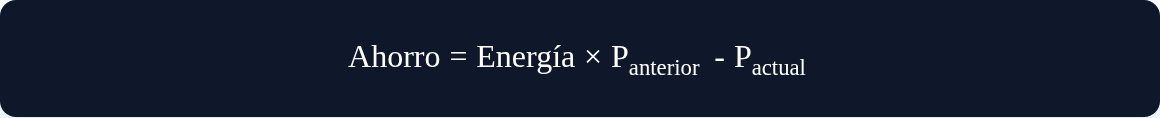 Ahorro = Energía × Panterior - Pactual